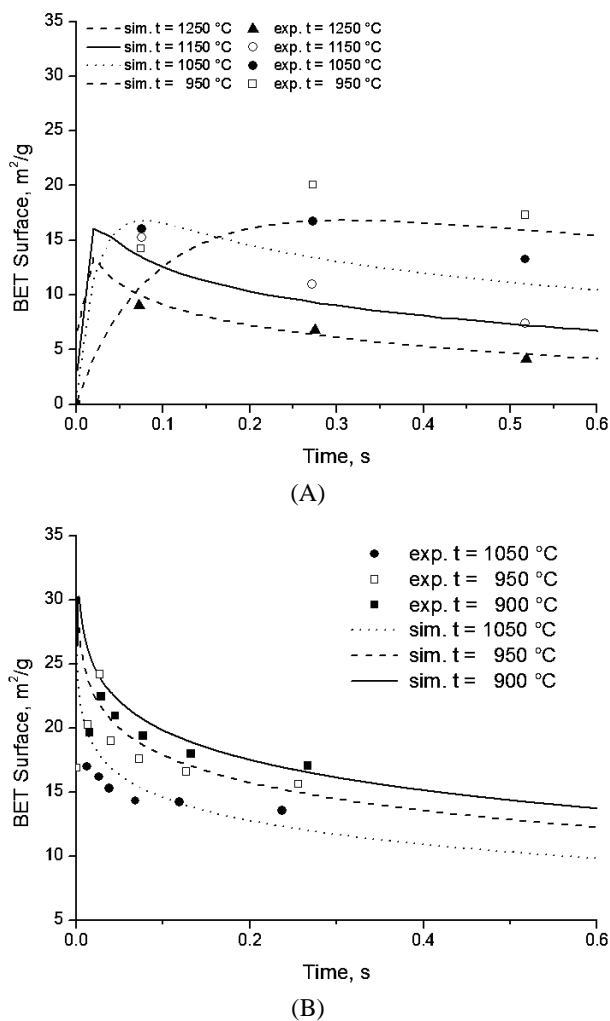 35
sim. t = 1250 °C exp. t = 1250 °C
sim. t = 1150 °C exp. t = 1150 °C
sim. t = 1050 °C exp. t = 1050 °C
sim. t = 950 °C exp. t = 950 °C
30
25
20
15
10
5
0
BET Surface, m²/g
0.0 0.1 0.2 0.3 0.4 0.5 0.6
Time, s
(A)
35
exp. t = 1050 °C
exp. t = 950 °C
exp. t = 900 °C
sim. t = 1050 °C
sim. t = 950 °C
sim. t = 900 °C
30
25
20
15
10
5
BET Surface, m²/g
0.0 0.2 0.4 0.6
Time, s
(B)